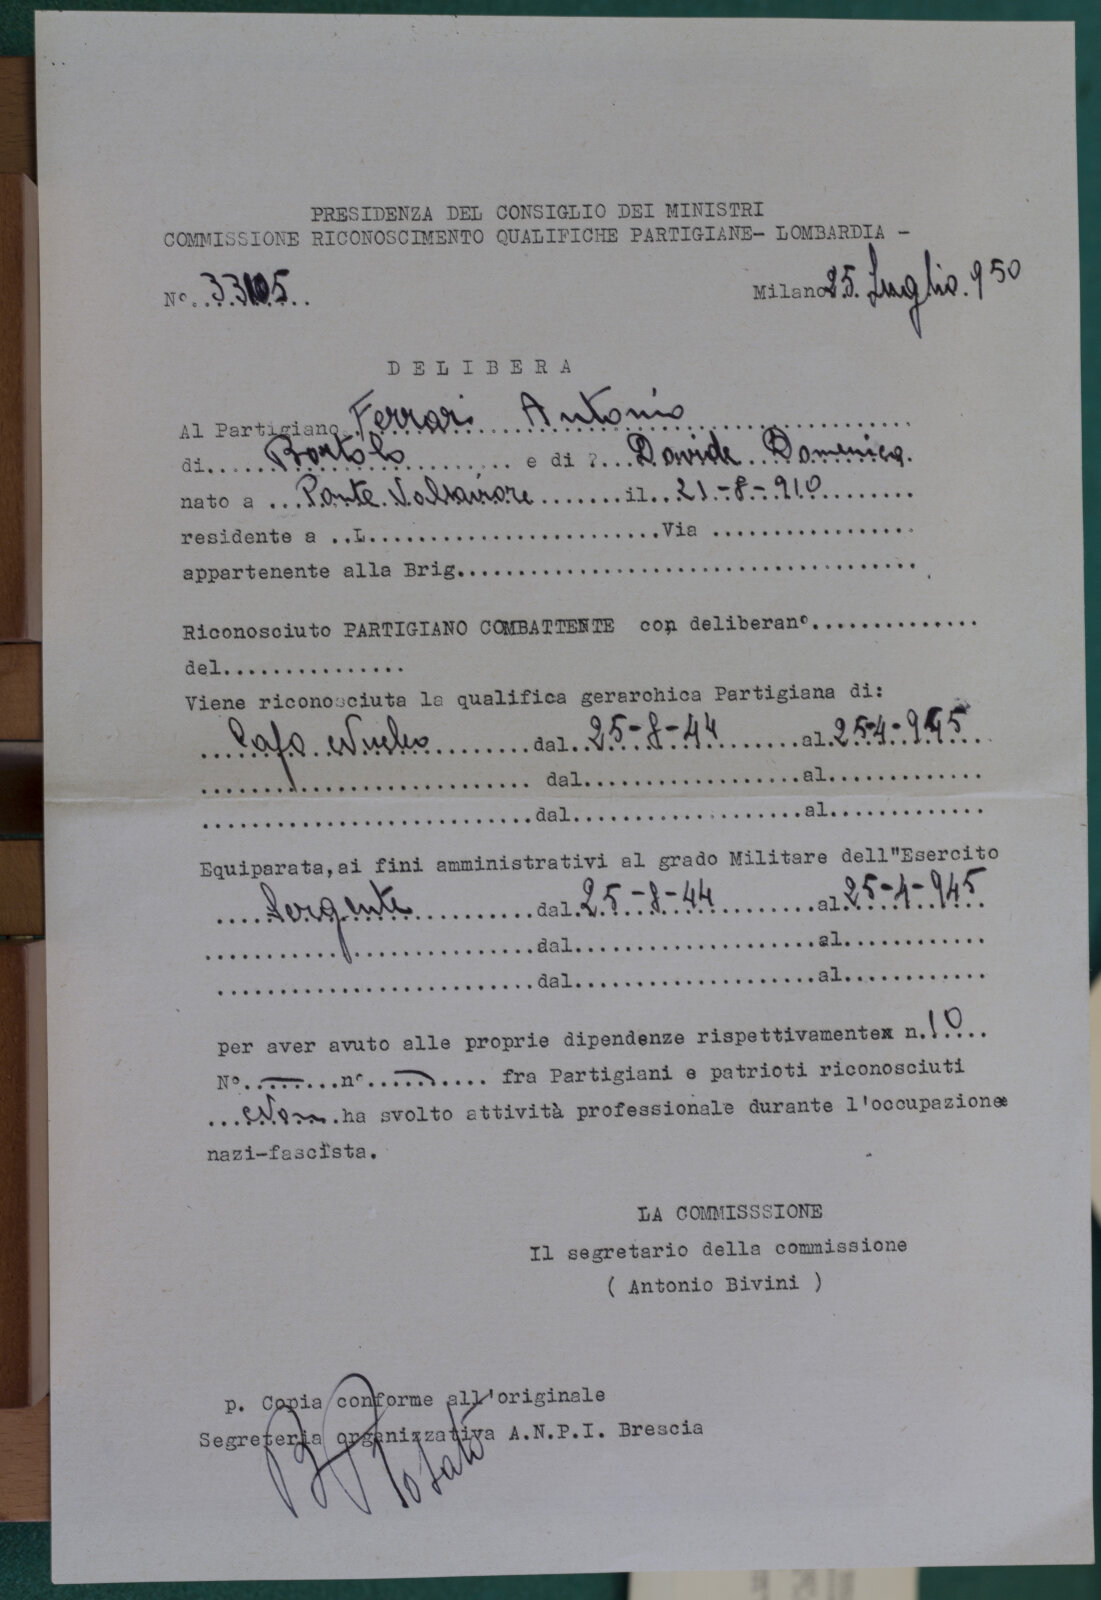 PRESIDENZA DEL CONSIGLIO DEI MINISTRI
COMMISSIONE RICONOSCIMENTO QUALIFICHE PARTIGIANE- LOMBARDIA -
N°..33105... Milano 25 Luglio 950
D E L I B E R A
Al Partigiano Ferrari Antonio
di Bortolo e di ? Davide Domenica
nato a Ponte Valsaviore il 21-8-910
residente a ..L.........................Via .................
appartenente alla Brig......................................
Riconosciuto PARTIGIANO COMBATTENTE con deliberan°..............
del...............
Viene riconosciuta la qualifica gerarchica Partigiana di:
Capo Nucleo dal 25-8-44 al 25-4-945
........................... dal.................al.............
...........................dal...................al.............
Equiparata, ai fini amministrativi al grado Militare dell"Esercito
Sergente dal 25-8-44 al 25-4-945
...........................dal...................al............
...........................dal...................al............
per aver avuto alle proprie dipendenze rispettivamentex n.10
N°. — n°. — fra Partigiani e patrioti riconosciuti
Non ha svolto attività professionale durante l'occupazione
nazi-fascista.
LA COMMISSSIONE
Il segretario della commissione
( Antonio Bivini )
p. Copia conforme all'originale
Segreteria organizzativa A.N.P.I. Brescia